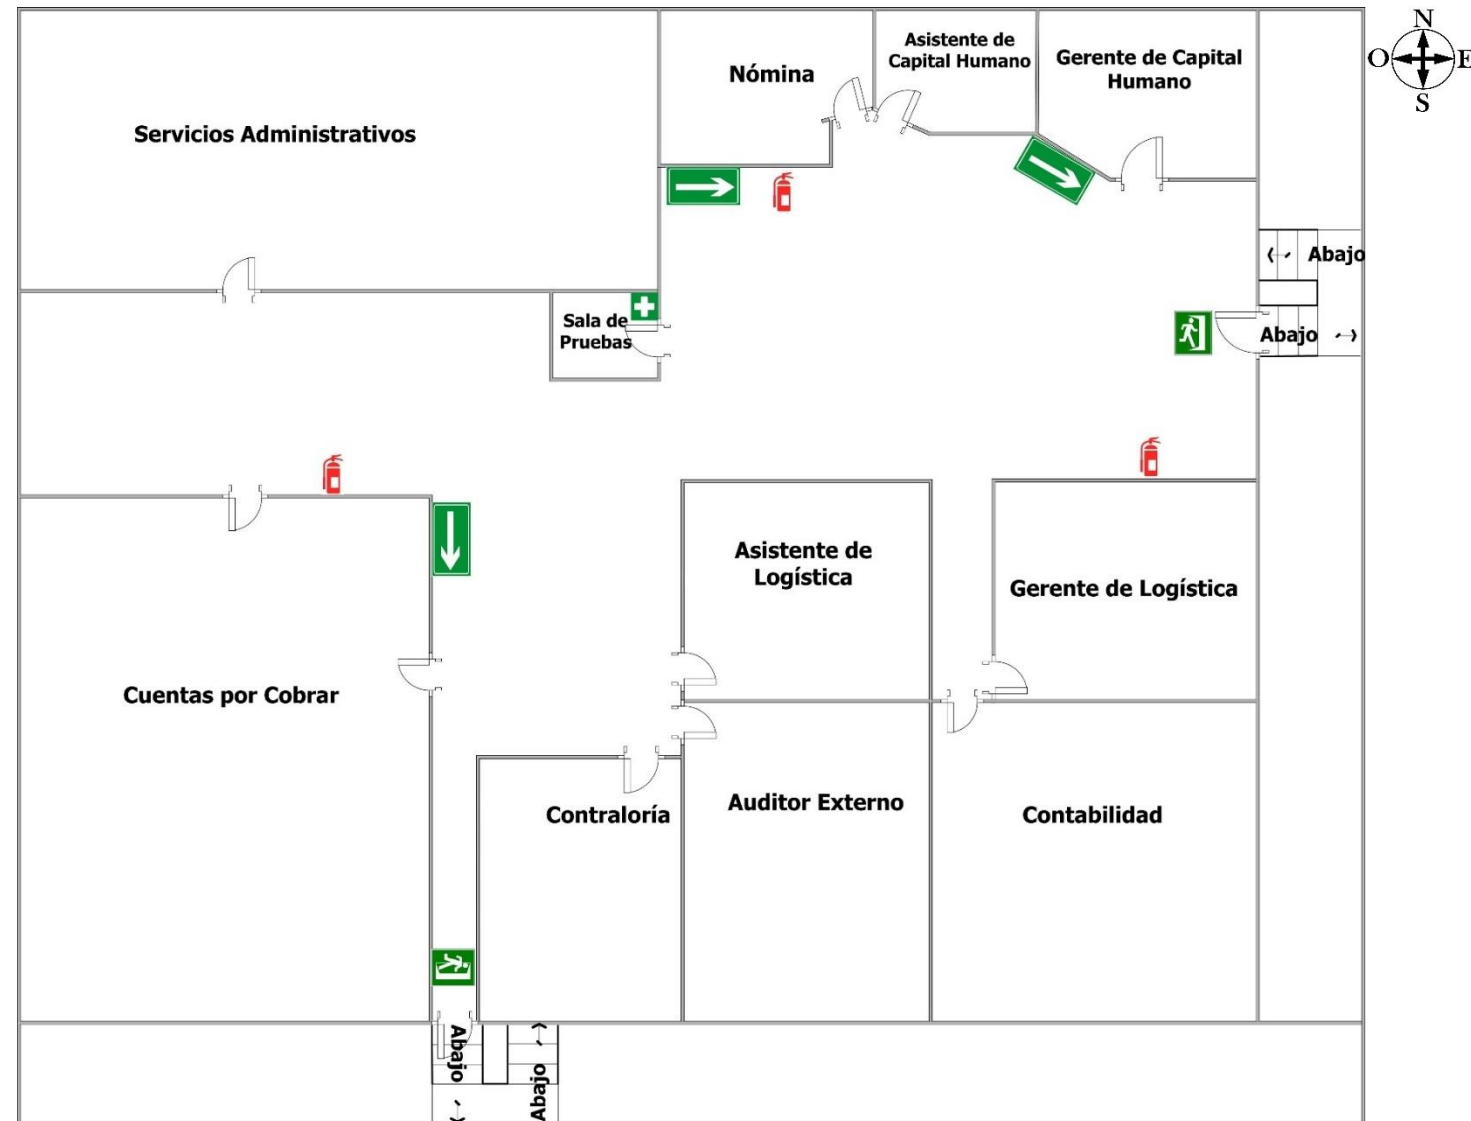 N
O
E
S
Asistente de
Capital Humano
Gerente de Capital
Humano
Nómina
Servicios Administrativos
Abajo
Abajo
Sala de
Pruebas
Asistente de
Logística
Gerente de Logística
Cuentas por Cobrar
Contraloría
Auditor Externo
Contabilidad
Abajo
Abajo